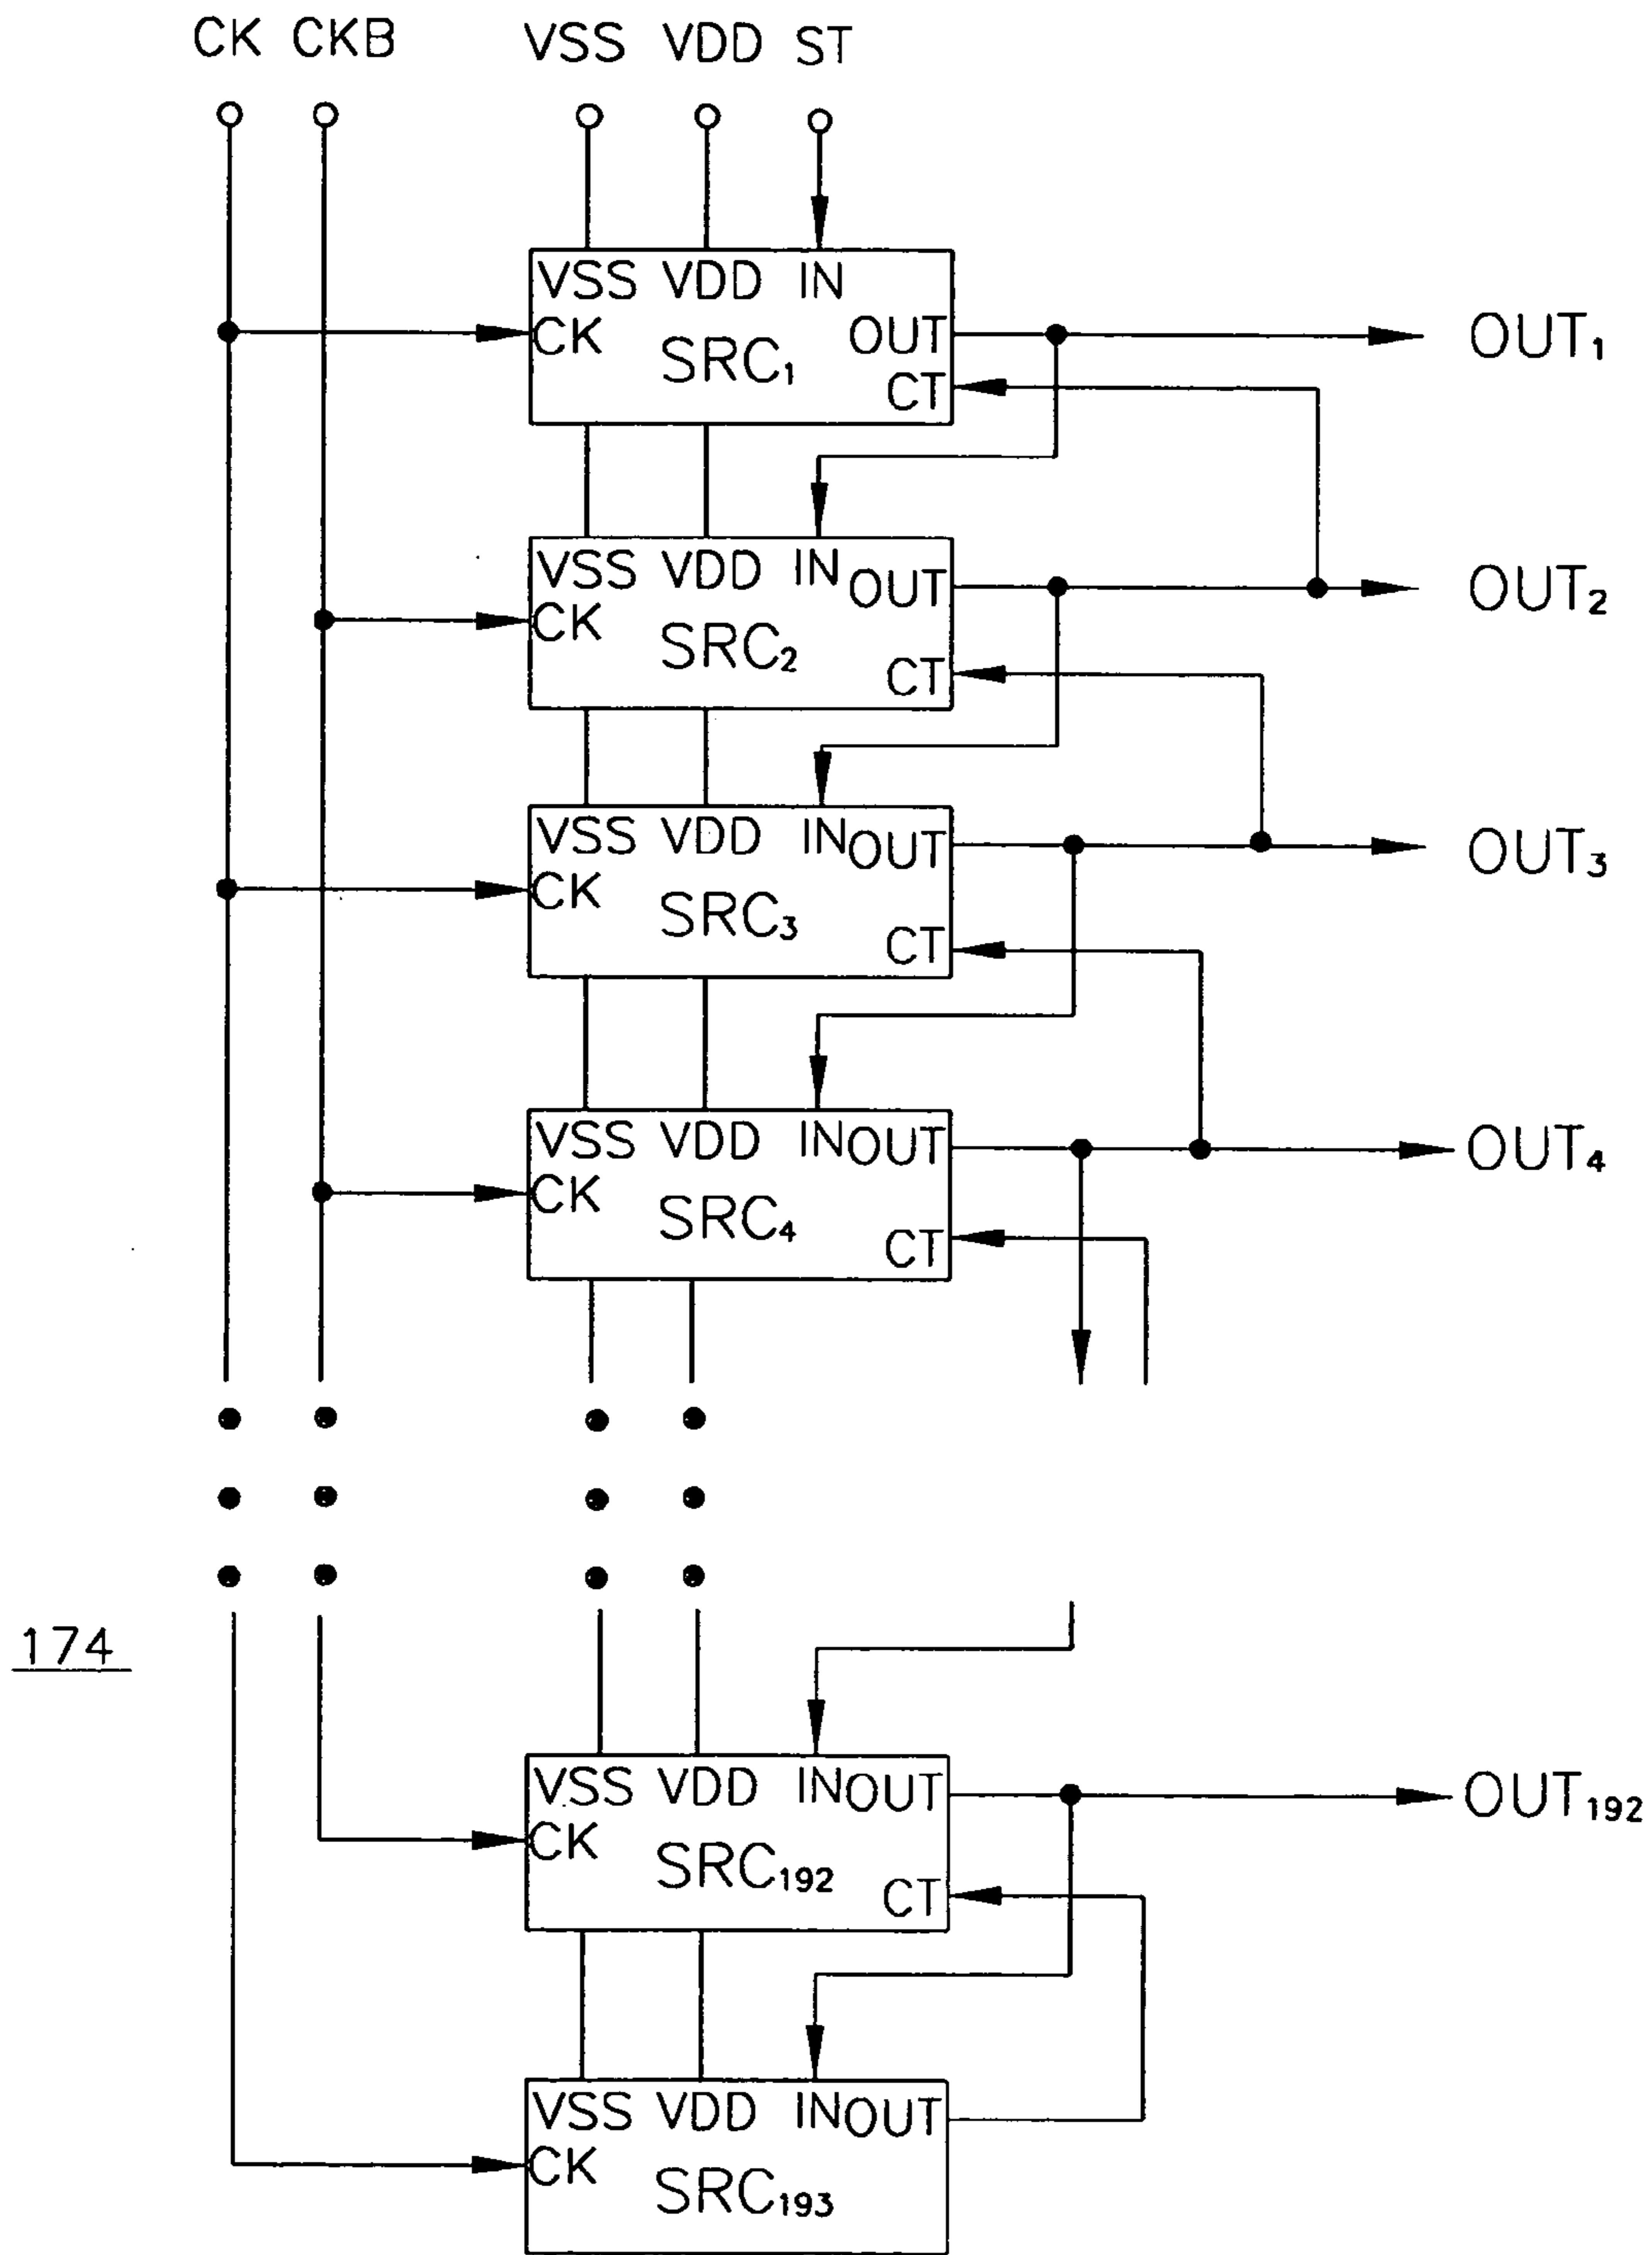 CK CKB VSS VDD ST
VSS VDD IN
CK OUT OUT₁
SRC₁
CT
VSS VDD IN OUT OUT₂
CK
SRC₂
CT
VSS VDD IN OUT OUT₃
CK
SRC₃
CT
VSS VDD IN OUT OUT₄
CK
SRC₄
CT
174
VSS VDD IN OUT OUT₁₉₂
CK
SRC₁₉₂
CT
VSS VDD IN OUT
CK
SRC₁₉₃